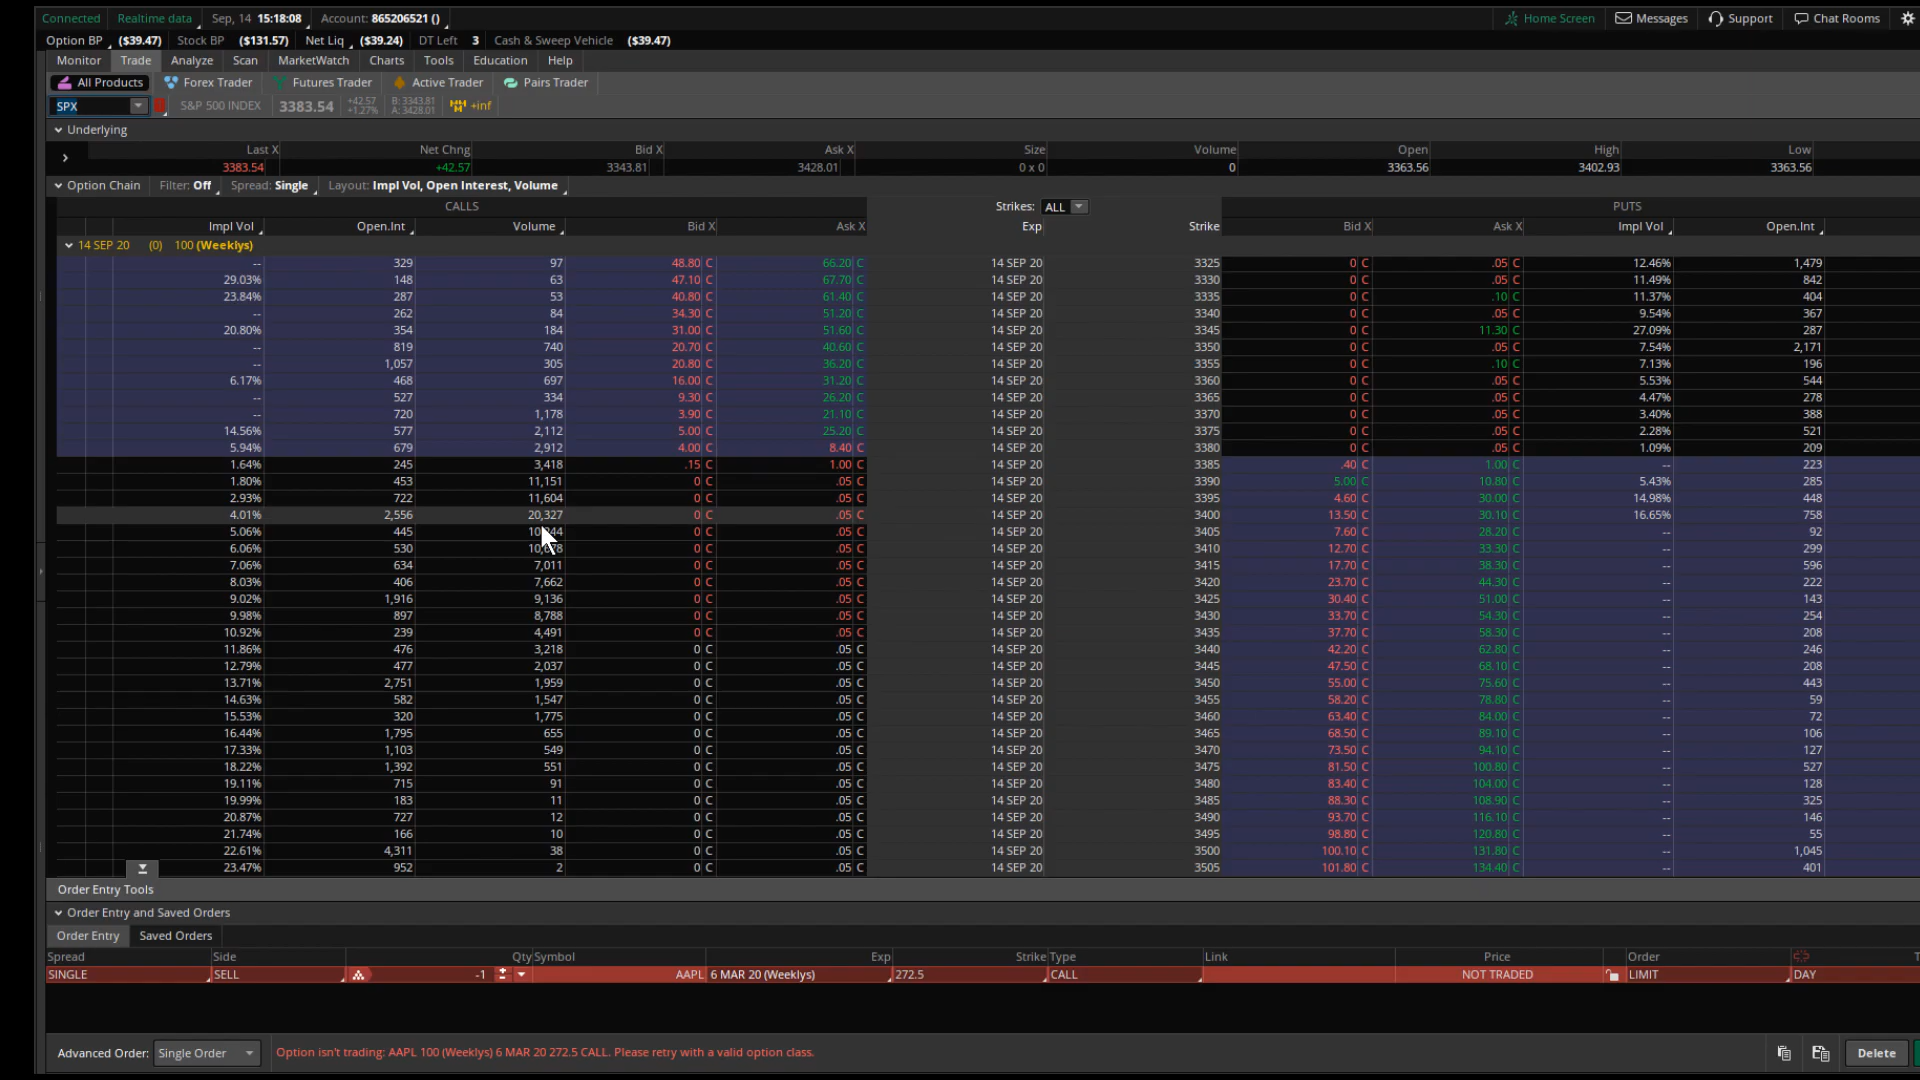 Connected Realtime data Sep, 14 15:18:08 Account: 865206521 () Home Screen Messages Support Chat Rooms
Option BP ($39.47) Stock BP ($131.57) Net Liq ($39.24) DT Left 3 Cash & Sweep Vehicle ($39.47)
Monitor Trade Analyze Scan MarketWatch Charts Tools Education Help
All Products Forex Trader Futures Trader Active Trader Pairs Trader
SPX S&P 500 INDEX 3383.54 +42.57 +1.27% B: 3343.81 A: 3428.01 +inf
Underlying
Last X Net Chng Bid X Ask X Size Volume Open High Low
3383.54 +42.57 3343.81 3428.01 0 x 0 0 3363.56 3402.93 3363.56
Option Chain Filter: Off Spread: Single Layout: Impl Vol, Open Interest, Volume
CALLS Strikes: ALL PUTS
Impl Vol Open.Int Volume Bid X Ask X Exp Strike Bid X Ask X Impl Vol Open.Int
14 SEP 20 (0) 100 (Weeklys)
-- 329 97 48.80 C 66.20 C 14 SEP 20 3325 0 C .05 C 12.46% 1,479
29.03% 148 63 47.10 C 67.70 C 14 SEP 20 3330 0 C .05 C 11.49% 842
23.84% 287 53 40.80 C 61.40 C 14 SEP 20 3335 0 C .10 C 11.37% 404
-- 262 84 34.30 C 51.20 C 14 SEP 20 3340 0 C .05 C 9.54% 367
20.80% 354 184 31.00 C 51.60 C 14 SEP 20 3345 0 C 11.30 C 27.09% 287
-- 819 740 20.70 C 40.60 C 14 SEP 20 3350 0 C .05 C 7.54% 2,171
-- 1,057 305 20.80 C 36.20 C 14 SEP 20 3355 0 C .10 C 7.13% 196
6.17% 468 697 16.00 C 31.20 C 14 SEP 20 3360 0 C .05 C 5.53% 544
-- 527 334 9.30 C 26.20 C 14 SEP 20 3365 0 C .05 C 4.47% 278
-- 720 1,178 3.90 C 21.10 C 14 SEP 20 3370 0 C .05 C 3.40% 388
14.56% 577 2,112 5.00 C 25.20 C 14 SEP 20 3375 0 C .05 C 2.28% 521
5.94% 679 2,912 4.00 C 8.40 C 14 SEP 20 3380 0 C .05 C 1.09% 209
1.64% 245 3,418 .15 C 1.00 C 14 SEP 20 3385 .40 C 1.00 C -- 223
1.80% 453 11,151 0 C .05 C 14 SEP 20 3390 5.00 C 10.80 C 5.43% 285
2.93% 722 11,604 0 C .05 C 14 SEP 20 3395 4.60 C 30.00 C 14.98% 448
4.01% 2,556 20,327 0 C .05 C 14 SEP 20 3400 13.50 C 30.10 C 16.65% 758
5.06% 445 0 C .05 C 14 SEP 20 3405 7.60 C 28.20 C -- 92
6.06% 530 0 C .05 C 14 SEP 20 3410 12.70 C 33.30 C -- 299
7.06% 634 7,011 0 C .05 C 14 SEP 20 3415 17.70 C 38.30 C -- 596
8.03% 406 7,662 0 C .05 C 14 SEP 20 3420 23.70 C 44.30 C -- 222
9.02% 1,916 9,136 0 C .05 C 14 SEP 20 3425 30.40 C 51.00 C -- 143
9.98% 897 8,788 0 C .05 C 14 SEP 20 3430 33.70 C 54.30 C -- 254
10.92% 239 4,491 0 C .05 C 14 SEP 20 3435 37.70 C 58.30 C -- 208
11.86% 476 3,218 0 C .05 C 14 SEP 20 3440 42.20 C 62.80 C -- 246
12.79% 477 2,037 0 C .05 C 14 SEP 20 3445 47.50 C 68.10 C -- 208
13.71% 2,751 1,959 0 C .05 C 14 SEP 20 3450 55.00 C 75.60 C -- 443
14.63% 582 1,547 0 C .05 C 14 SEP 20 3455 58.20 C 78.80 C -- 59
15.53% 320 1,775 0 C .05 C 14 SEP 20 3460 63.40 C 84.00 C -- 72
16.44% 1,795 655 0 C .05 C 14 SEP 20 3465 68.50 C 89.10 C -- 106
17.33% 1,103 549 0 C .05 C 14 SEP 20 3470 73.50 C 94.10 C -- 127
18.22% 1,392 551 0 C .05 C 14 SEP 20 3475 81.50 C 100.80 C -- 527
19.11% 715 91 0 C .05 C 14 SEP 20 3480 83.40 C 104.00 C -- 128
19.99% 183 11 0 C .05 C 14 SEP 20 3485 88.30 C 108.90 C -- 325
20.87% 727 12 0 C .05 C 14 SEP 20 3490 93.70 C 116.10 C -- 146
21.74% 166 10 0 C .05 C 14 SEP 20 3495 98.80 C 120.80 C -- 55
22.61% 4,311 38 0 C .05 C 14 SEP 20 3500 100.10 C 131.80 C -- 1,045
23.47% 952 2 0 C .05 C 14 SEP 20 3505 101.80 C 134.40 C -- 401
Order Entry Tools
Order Entry and Saved Orders
Order Entry Saved Orders
Spread Side Qty Symbol Exp Strike Type Link Price Order
SINGLE SELL -1 AAPL 6 MAR 20 (Weeklys) 272.5 CALL NOT TRADED LIMIT DAY
Advanced Order: Single Order Option isn't trading: AAPL 100 (Weeklys) 6 MAR 20 272.5 CALL. Please retry with a valid option class. Delete